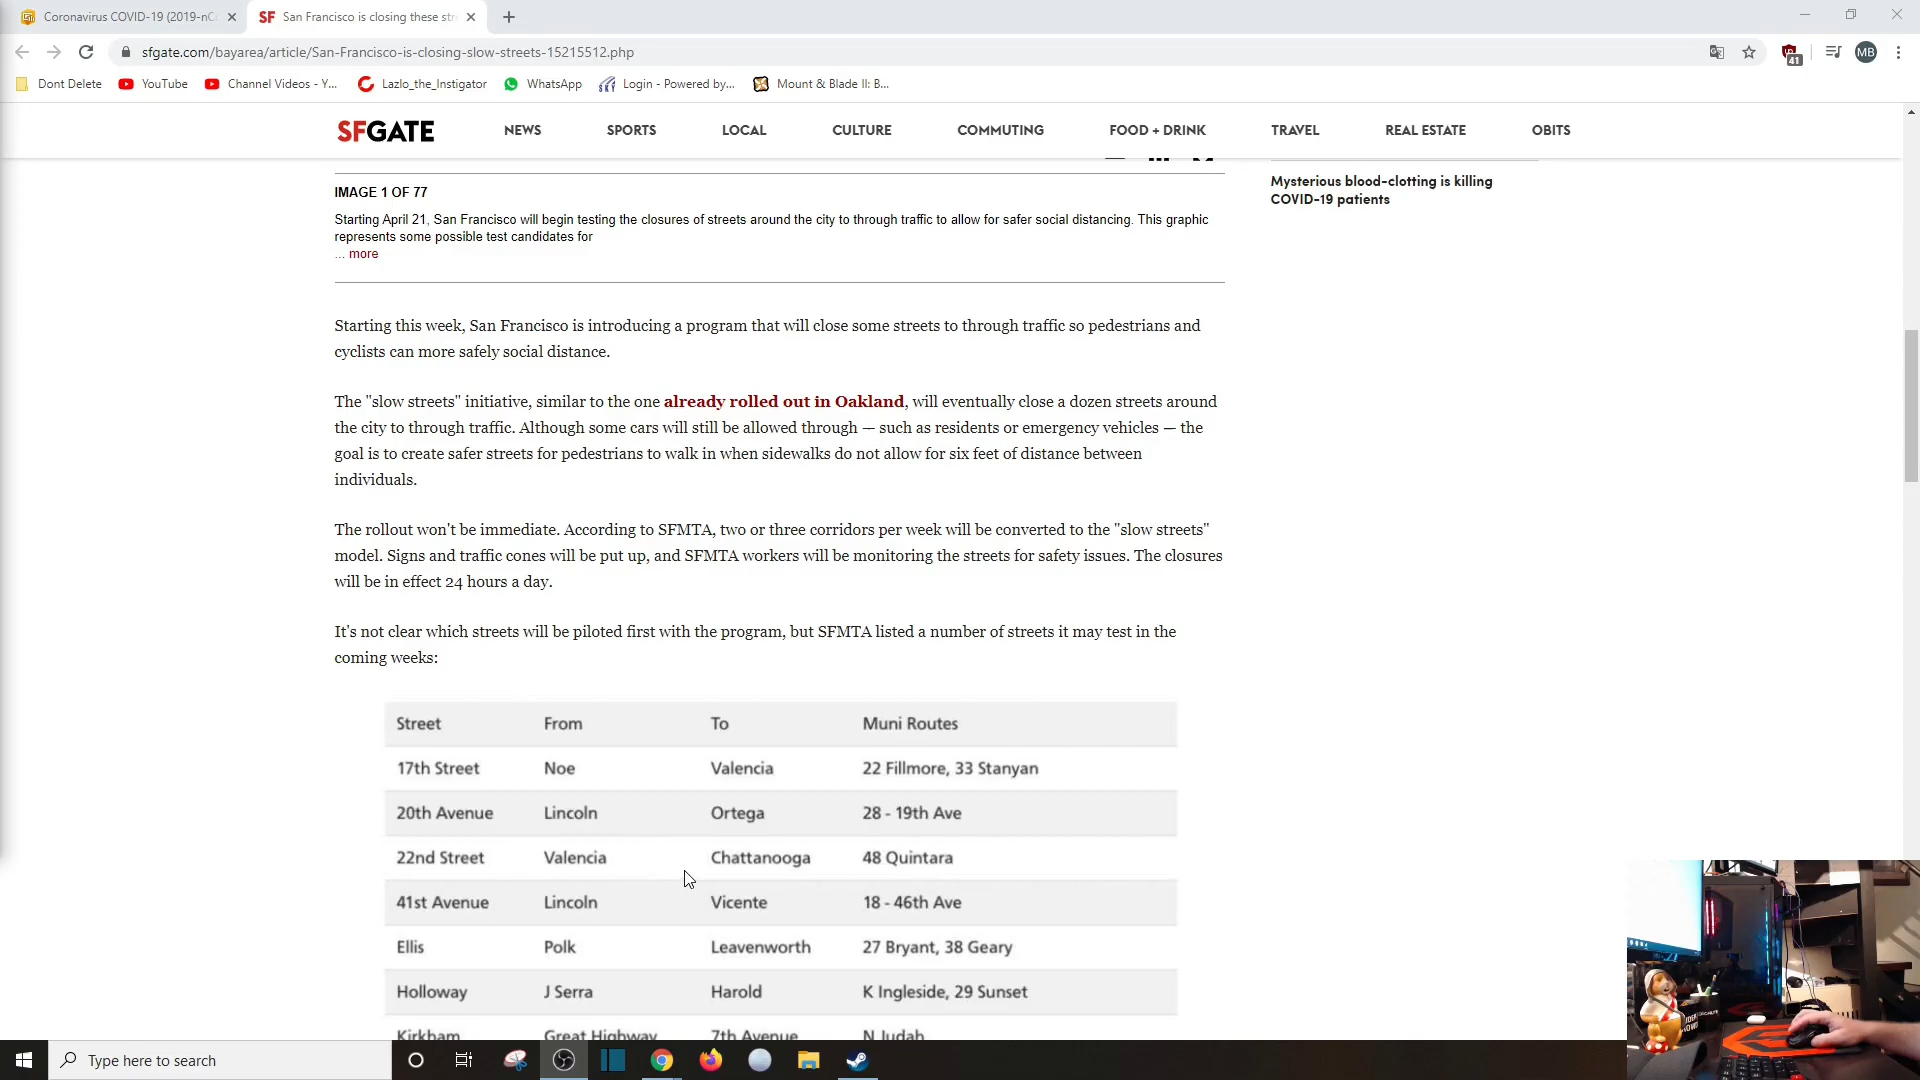 Coronavirus COVID-19 (2019-nC
San Francisco is closing these str
sfgate.com/bayarea/article/San-Francisco-is-closing-slow-streets-15215512.php
41
MB
Dont Delete
YouTube
Channel Videos - Y...
Lazlo_the_Instigator
WhatsApp
Login - Powered by...
Mount & Blade II: B...
SFGATE
NEWS
SPORTS
LOCAL
CULTURE
COMMUTING
FOOD + DRINK
TRAVEL
REAL ESTATE
OBITS
IMAGE 1 OF 77
Starting April 21, San Francisco will begin testing the closures of streets around the city to through traffic to allow for safer social distancing. This graphic
represents some possible test candidates for
... more
Mysterious blood-clotting is killing
COVID-19 patients
Starting this week, San Francisco is introducing a program that will close some streets to through traffic so pedestrians and
cyclists can more safely social distance.
The "slow streets" initiative, similar to the one already rolled out in Oakland, will eventually close a dozen streets around
the city to through traffic. Although some cars will still be allowed through — such as residents or emergency vehicles — the
goal is to create safer streets for pedestrians to walk in when sidewalks do not allow for six feet of distance between
individuals.
The rollout won't be immediate. According to SFMTA, two or three corridors per week will be converted to the "slow streets"
model. Signs and traffic cones will be put up, and SFMTA workers will be monitoring the streets for safety issues. The closures
will be in effect 24 hours a day.
It's not clear which streets will be piloted first with the program, but SFMTA listed a number of streets it may test in the
coming weeks:
Street From To Muni Routes
17th Street Noe Valencia 22 Fillmore, 33 Stanyan
20th Avenue Lincoln Ortega 28 - 19th Ave
22nd Street Valencia Chattanooga 48 Quintara
41st Avenue Lincoln Vicente 18 - 46th Ave
Ellis Polk Leavenworth 27 Bryant, 38 Geary
Holloway J Serra Harold K Ingleside, 29 Sunset
Kirkham Great Highway 7th Avenue N Judah
Type here to search